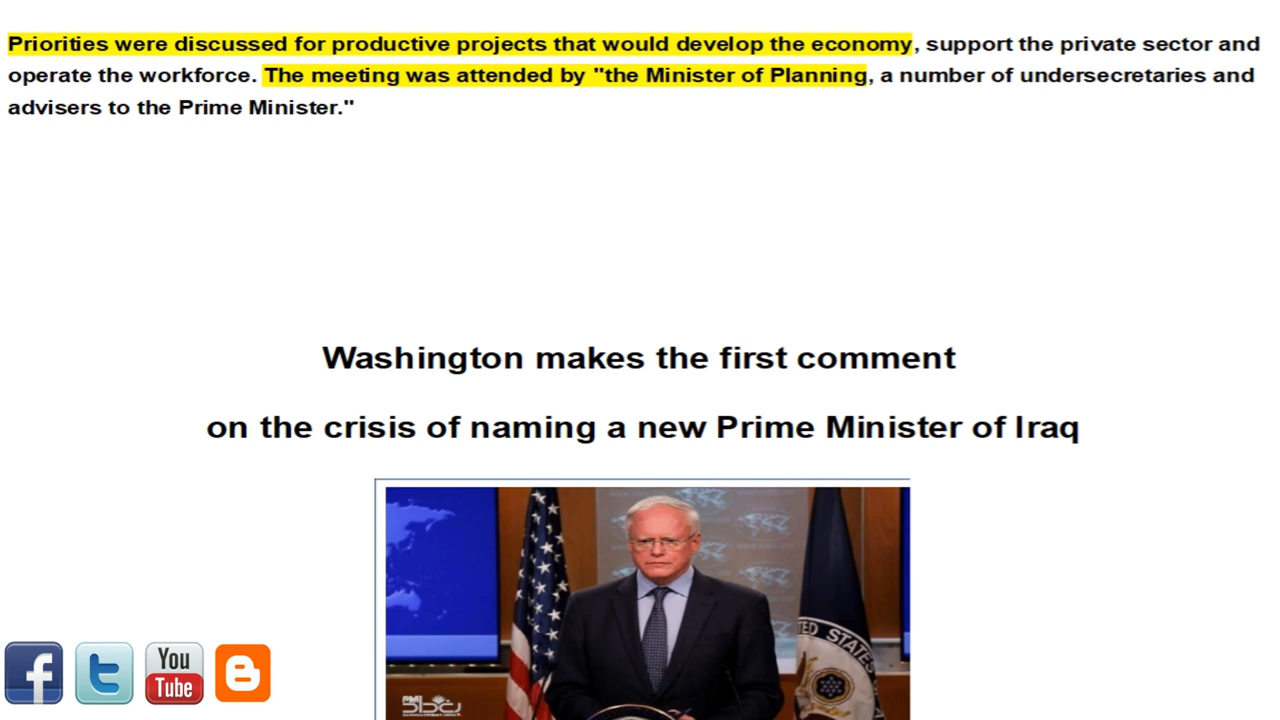 Priorities were discussed for productive projects that would develop the economy, support the private sector and
operate the workforce. The meeting was attended by "the Minister of Planning, a number of undersecretaries and
advisers to the Prime Minister."
Washington makes the first comment
on the crisis of naming a new Prime Minister of Iraq
TED STATES
You
Tube